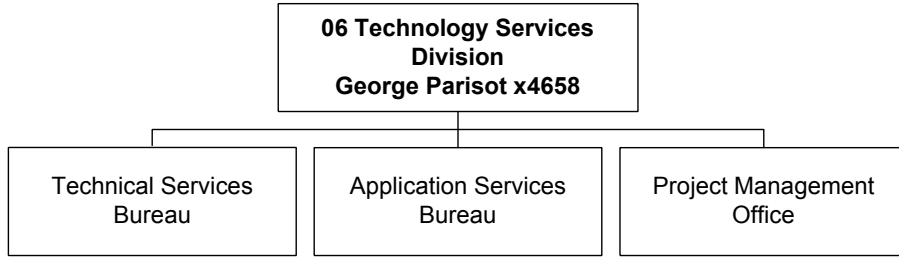 06 Technology Services
Division
George Parisot x4658
Technical Services
Bureau
Application Services
Bureau
Project Management
Office